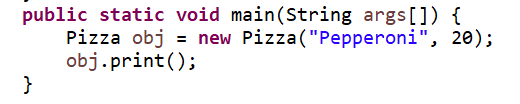 public static void main(String args[]) {
    Pizza obj = new Pizza("Pepperoni", 20);
    obj.print();
}